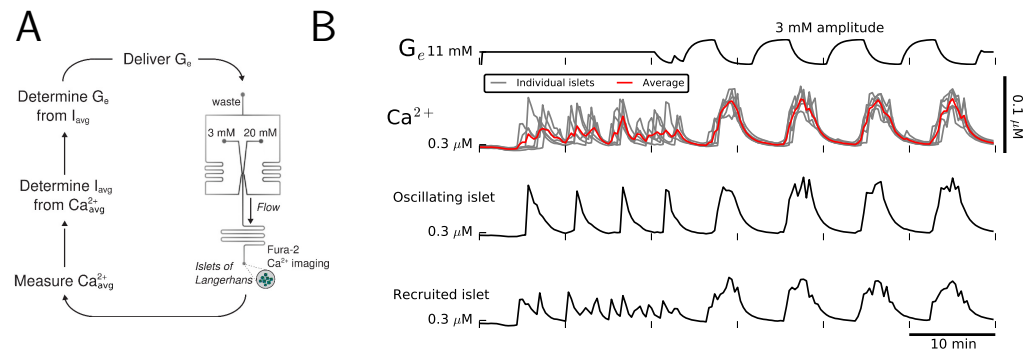 A
Deliver Gₑ
Determine Gₑ
from Iₐᵥg
Determine Iₐᵥg
from Ca²⁺ₐᵥg
Measure Ca²⁺ₐᵥg
waste
3 mM
20 mM
Flow
Fura-2
Ca²⁺ imaging
Islets of
Langerhans
B
3 mM amplitude
Gₑ 11 mM
Individual islets
Average
Ca²⁺
0.3 μM
0.1 μM
Oscillating islet
0.3 μM
Recruited islet
0.3 μM
10 min